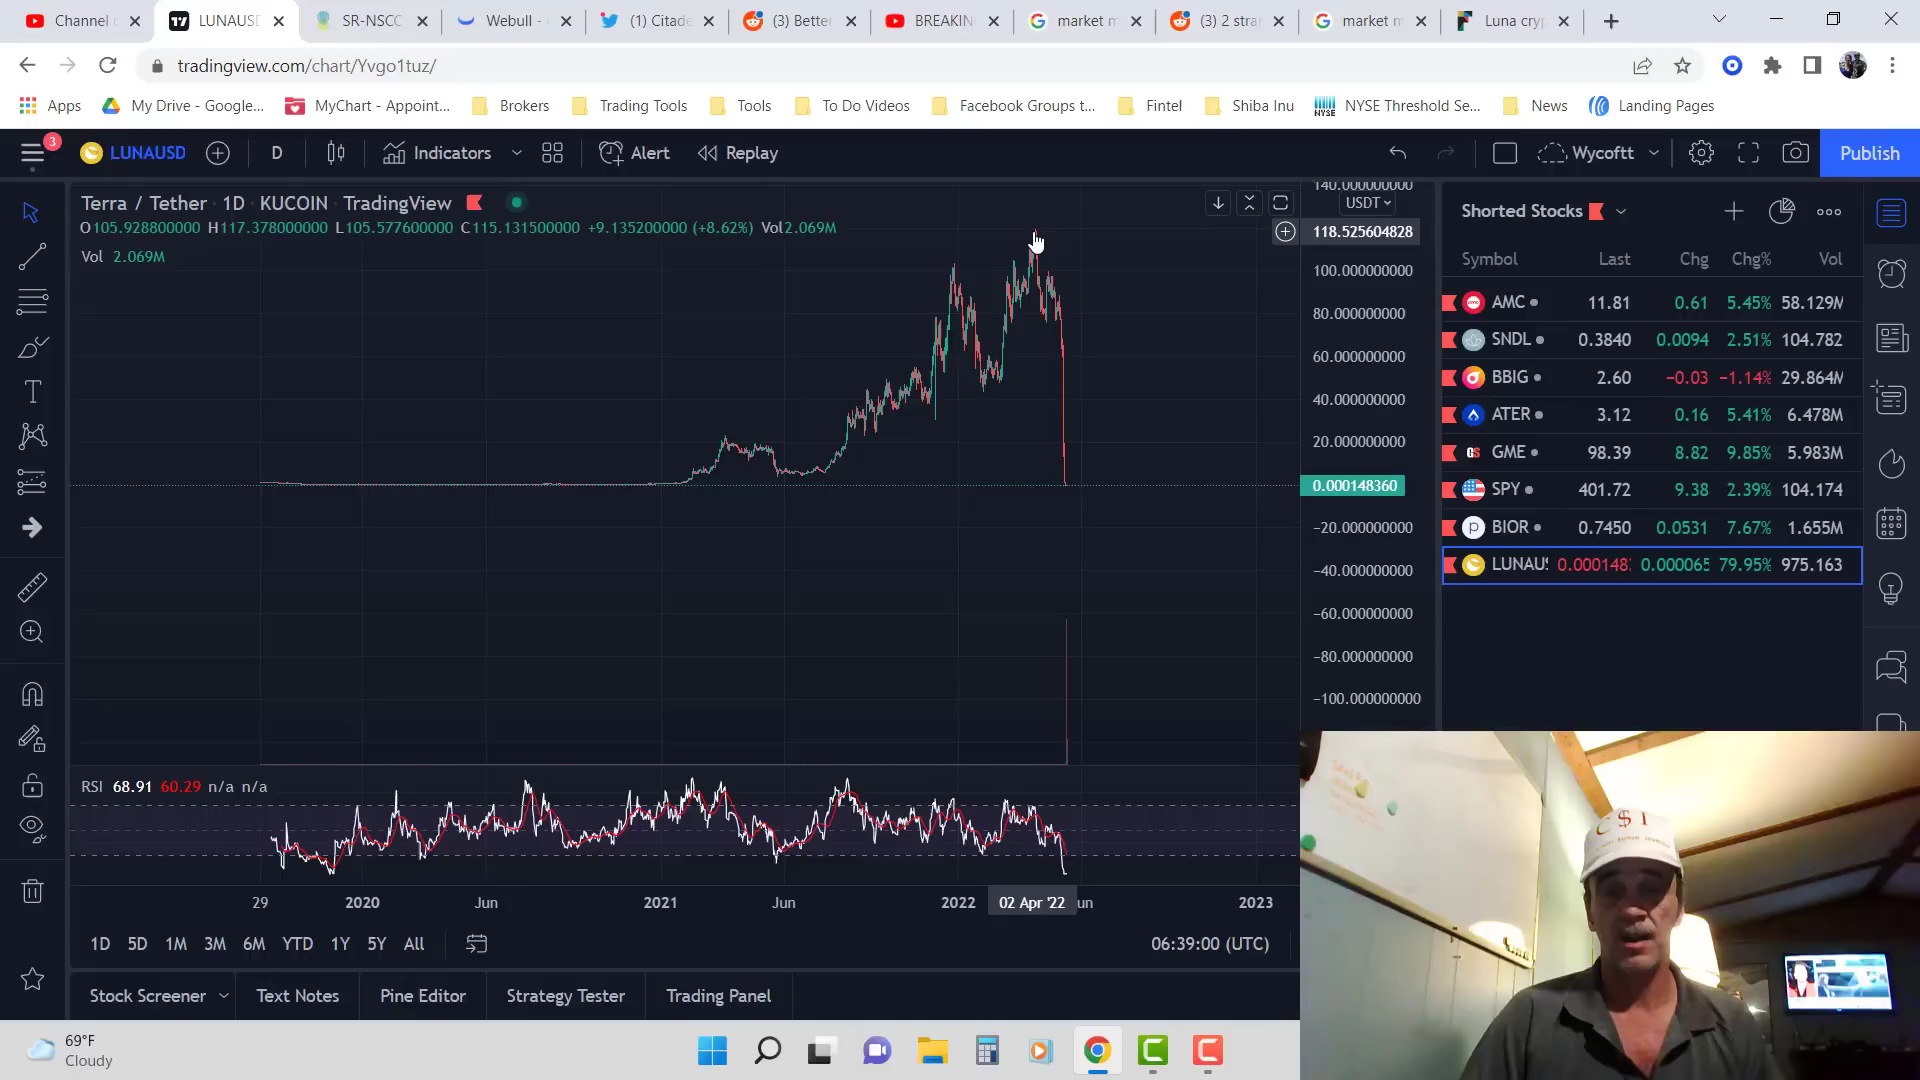 Channel
LUNAUSD
SR-NSCC
Webull -
(1) Citade
(3) Better
BREAKIN
market m
(3) 2 stra
market m
Luna cryp
tradingview.com/chart/Yvgo1tuz/
Apps
My Drive - Google...
MyChart - Appoint...
Brokers
Trading Tools
Tools
To Do Videos
Facebook Groups t...
Fintel
Shiba Inu
NYSE Threshold Se...
News
Landing Pages
3
LUNAUSD
D
Indicators
Alert
Replay
Wycoftt
Publish
Terra / Tether · 1D · KUCOIN · TradingView
O105.928800000 H117.378000000 L105.577600000 C115.131500000 +9.135200000 (+8.62%) Vol2.069M
Vol 2.069M
140.000000000
USDT
118.525604828
100.000000000
80.000000000
60.000000000
40.000000000
20.000000000
0.000148360
−20.000000000
−40.000000000
−60.000000000
−80.000000000
−100.000000000
Shorted Stocks
Symbol Last Chg Chg% Vol
AMC 11.81 0.61 5.45% 58.129M
SNDL 0.3840 0.0094 2.51% 104.782
BBIG 2.60 −0.03 −1.14% 29.864M
ATER 3.12 0.16 5.41% 6.478M
GME 98.39 8.82 9.85% 5.983M
SPY 401.72 9.38 2.39% 104.174
BIOR 0.7450 0.0531 7.67% 1.655M
LUNAUS 0.000148 0.000065 79.95% 975.163
RSI 68.91 60.29 n/a n/a
29 2020 Jun 2021 Jun 2022 02 Apr '22 un 2023
1D 5D 1M 3M 6M YTD 1Y 5Y All
06:39:00 (UTC)
Stock Screener
Text Notes
Pine Editor
Strategy Tester
Trading Panel
C$I
69°F
Cloudy